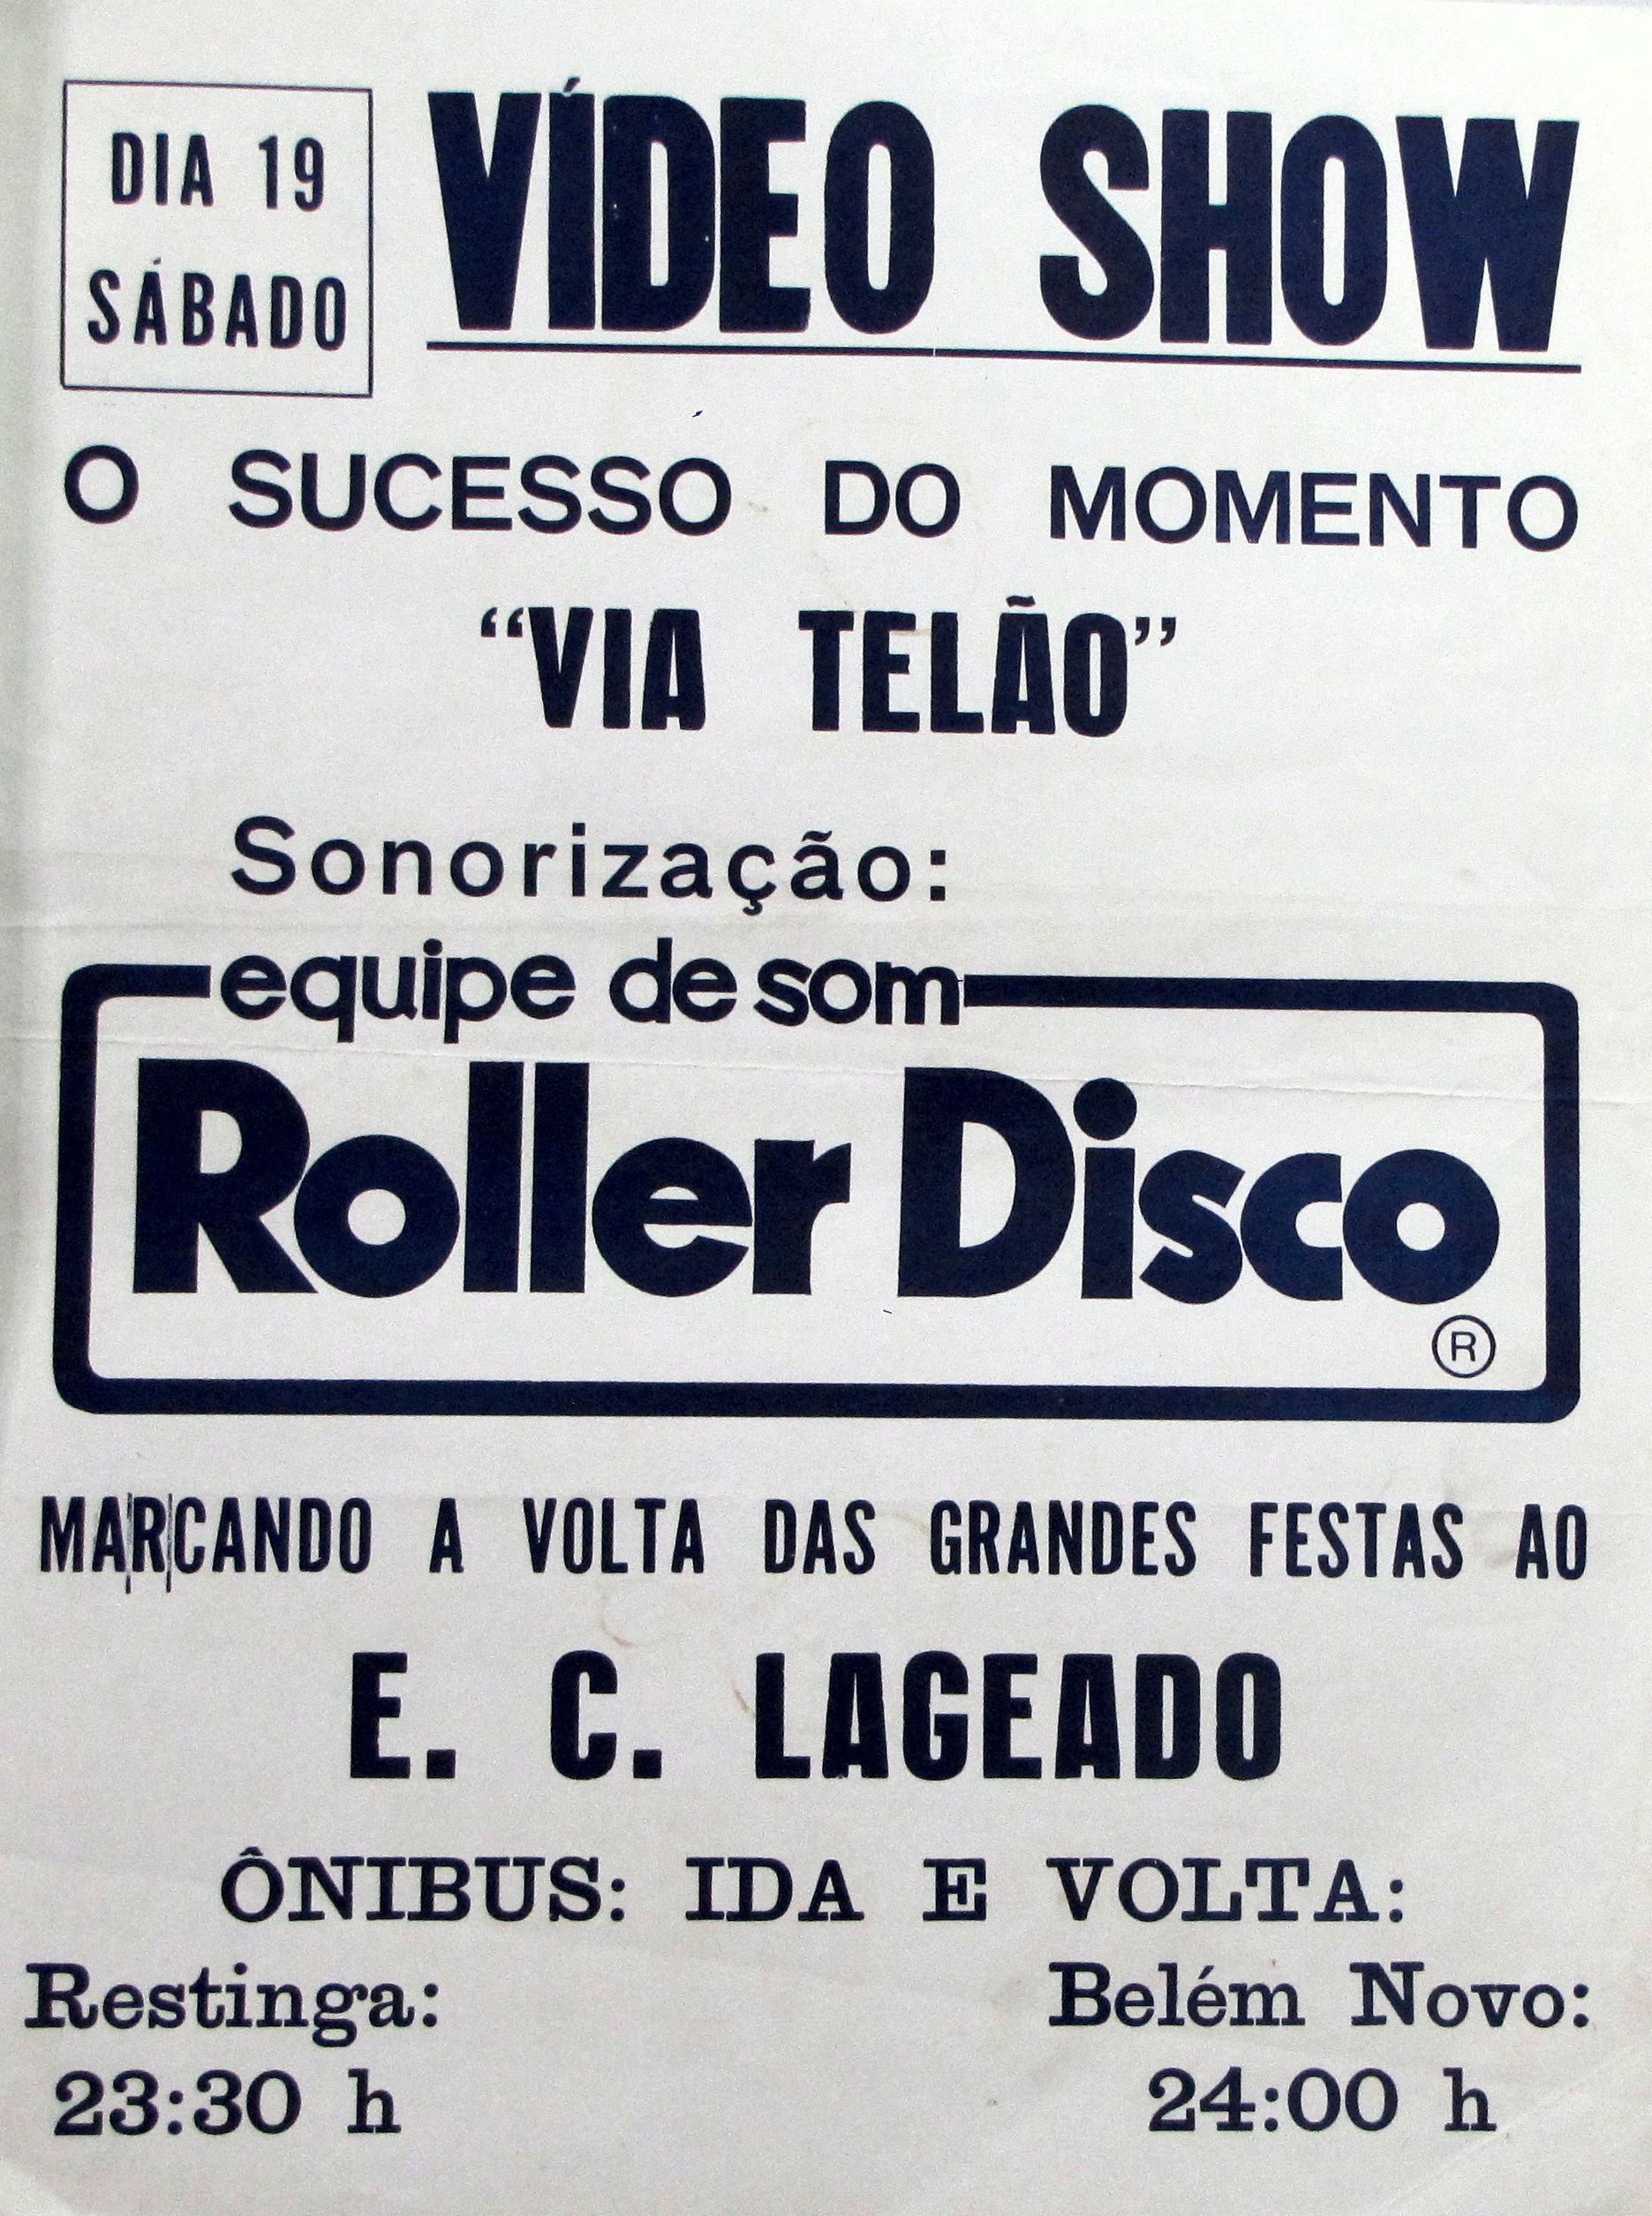 DIA 19
SÁBADO
VÍDEO SHOW
O SUCESSO DO MOMENTO
“VIA TELÃO”
Sonorização:
equipe de som
Roller Disco
®
MARCANDO A VOLTA DAS GRANDES FESTAS AO
E. C. LAGEADO
ÔNIBUS: IDA E VOLTA:
Restinga:
23:30 h
Belém Novo:
24:00 h